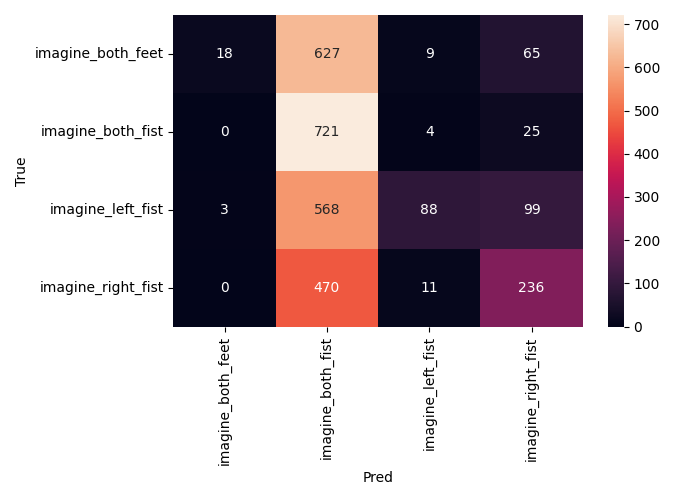 imagine_both_feet 18 627 9 65
imagine_both_fist 0 721 4 25
imagine_left_fist 3 568 88 99
imagine_right_fist 0 470 11 236
True
imagine_both_feet
imagine_both_fist
imagine_left_fist
imagine_right_fist
Pred
700
600
500
400
300
200
100
0